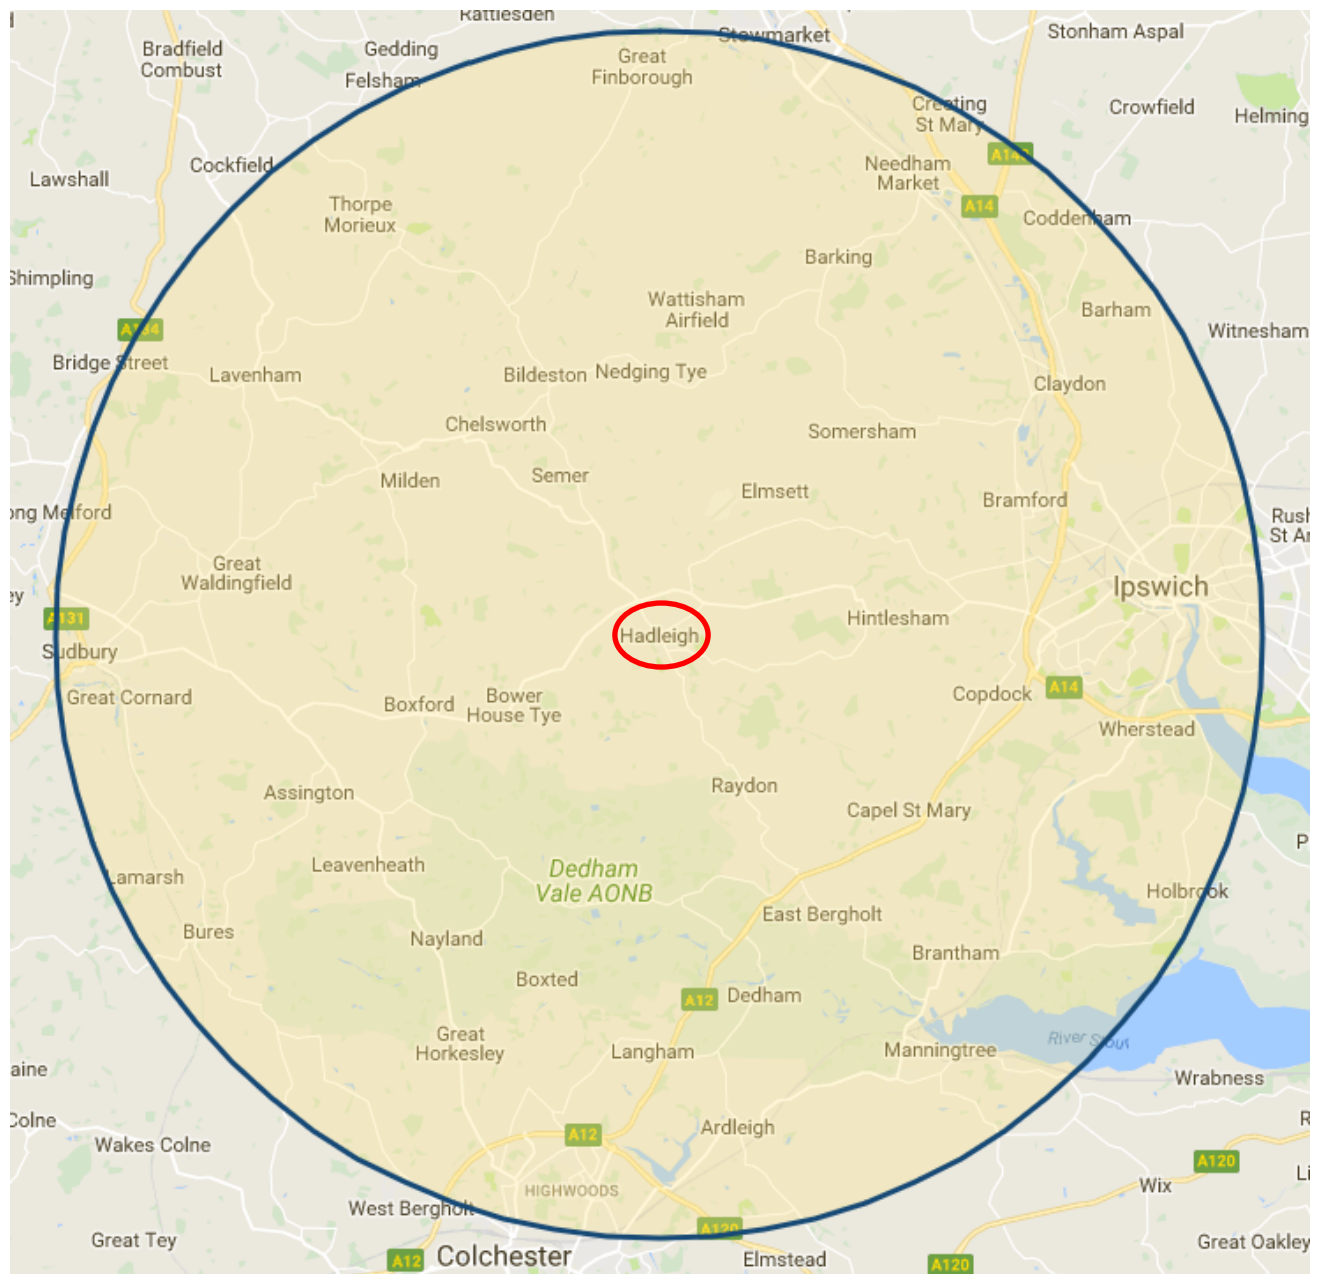 Rattlesden
Stowmarket
Stonham Aspal
Bradfield
Combust
Gedding
Great
Finborough
Felsham
Creeting
St Mary
Crowfield
Helming
A140
Cockfield
Needham
Market
Lawshall
A14
Thorpe
Morieux
Coddenham
Barking
Shimpling
Wattisham
Airfield
Barham
A134
Witnesham
Bridge Street
Lavenham
Bildeston
Nedging Tye
Claydon
Chelsworth
Somersham
Milden
Semer
Elmsett
Bramford
ong Melford
Rush
St An
Great
Waldingfield
Ipswich
ey
A131
Hintlesham
Hadleigh
Sudbury
Great Cornard
Boxford
Bower
House Tye
Copdock
A14
Wherstead
Raydon
Assington
Capel St Mary
P
Leavenheath
Dedham
Vale AONB
Lamarsh
Holbrook
East Bergholt
Bures
Nayland
Brantham
Boxted
A12
Dedham
Great
Horkesley
Langham
Manningtree
River Stour
aine
Wrabness
Colne
R
Ardleigh
A12
Wakes Colne
A120
Li
HIGHWOODS
Wix
West Bergholt
A120
Great Tey
Great Oakley
A12
Colchester
Elmstead
A120